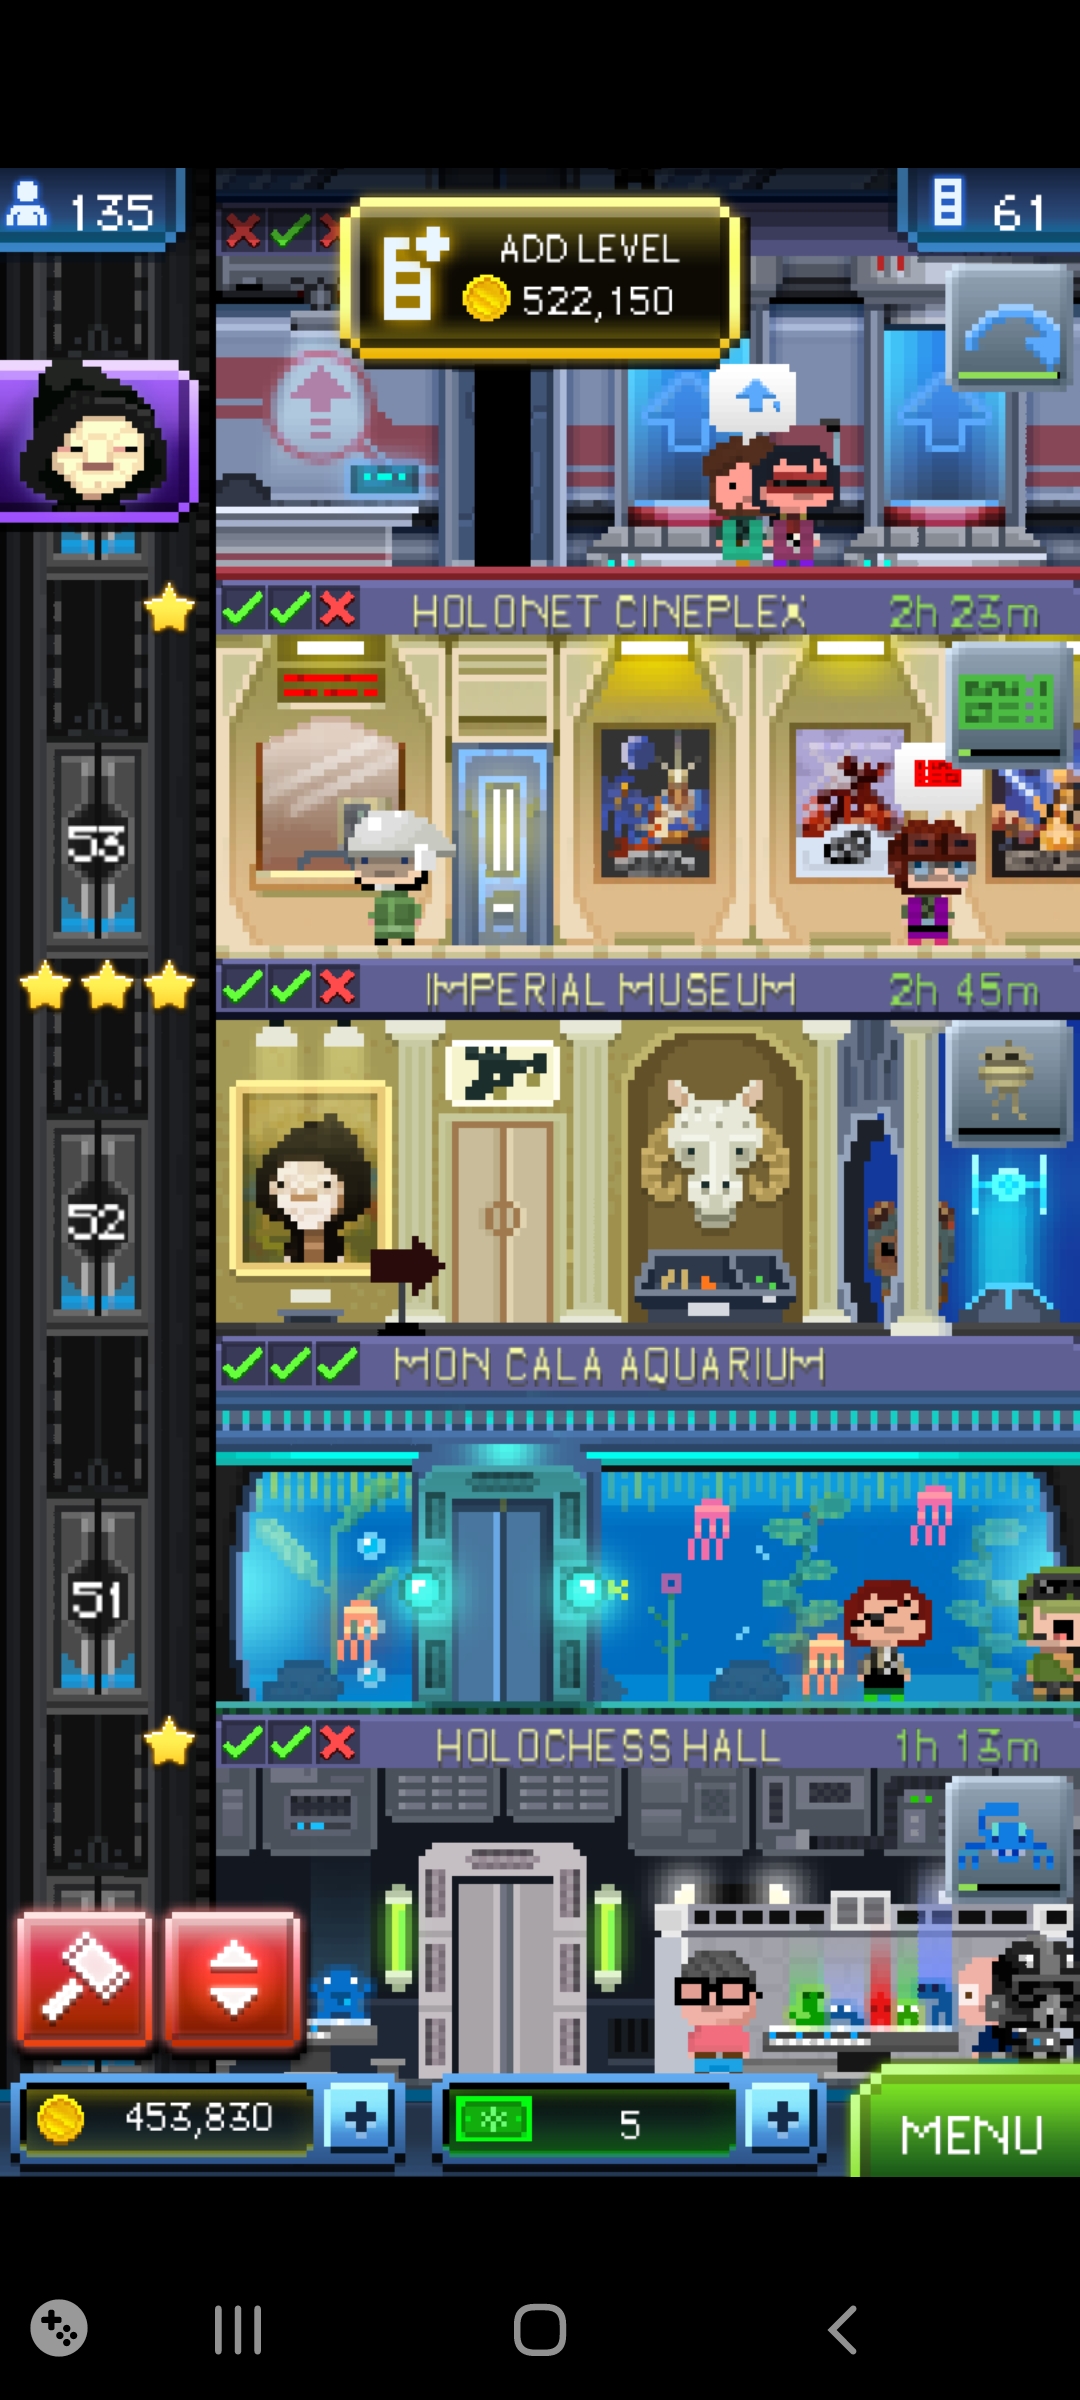 135
61
ADD LEVEL
522,150
HOLONET CINEPLEX 2h 23m
53
IMPERIAL MUSEUM 2h 45m
52
MON CALA AQUARIUM
51
HOLOCHESS HALL 1h 13m
453,830
5
MENU